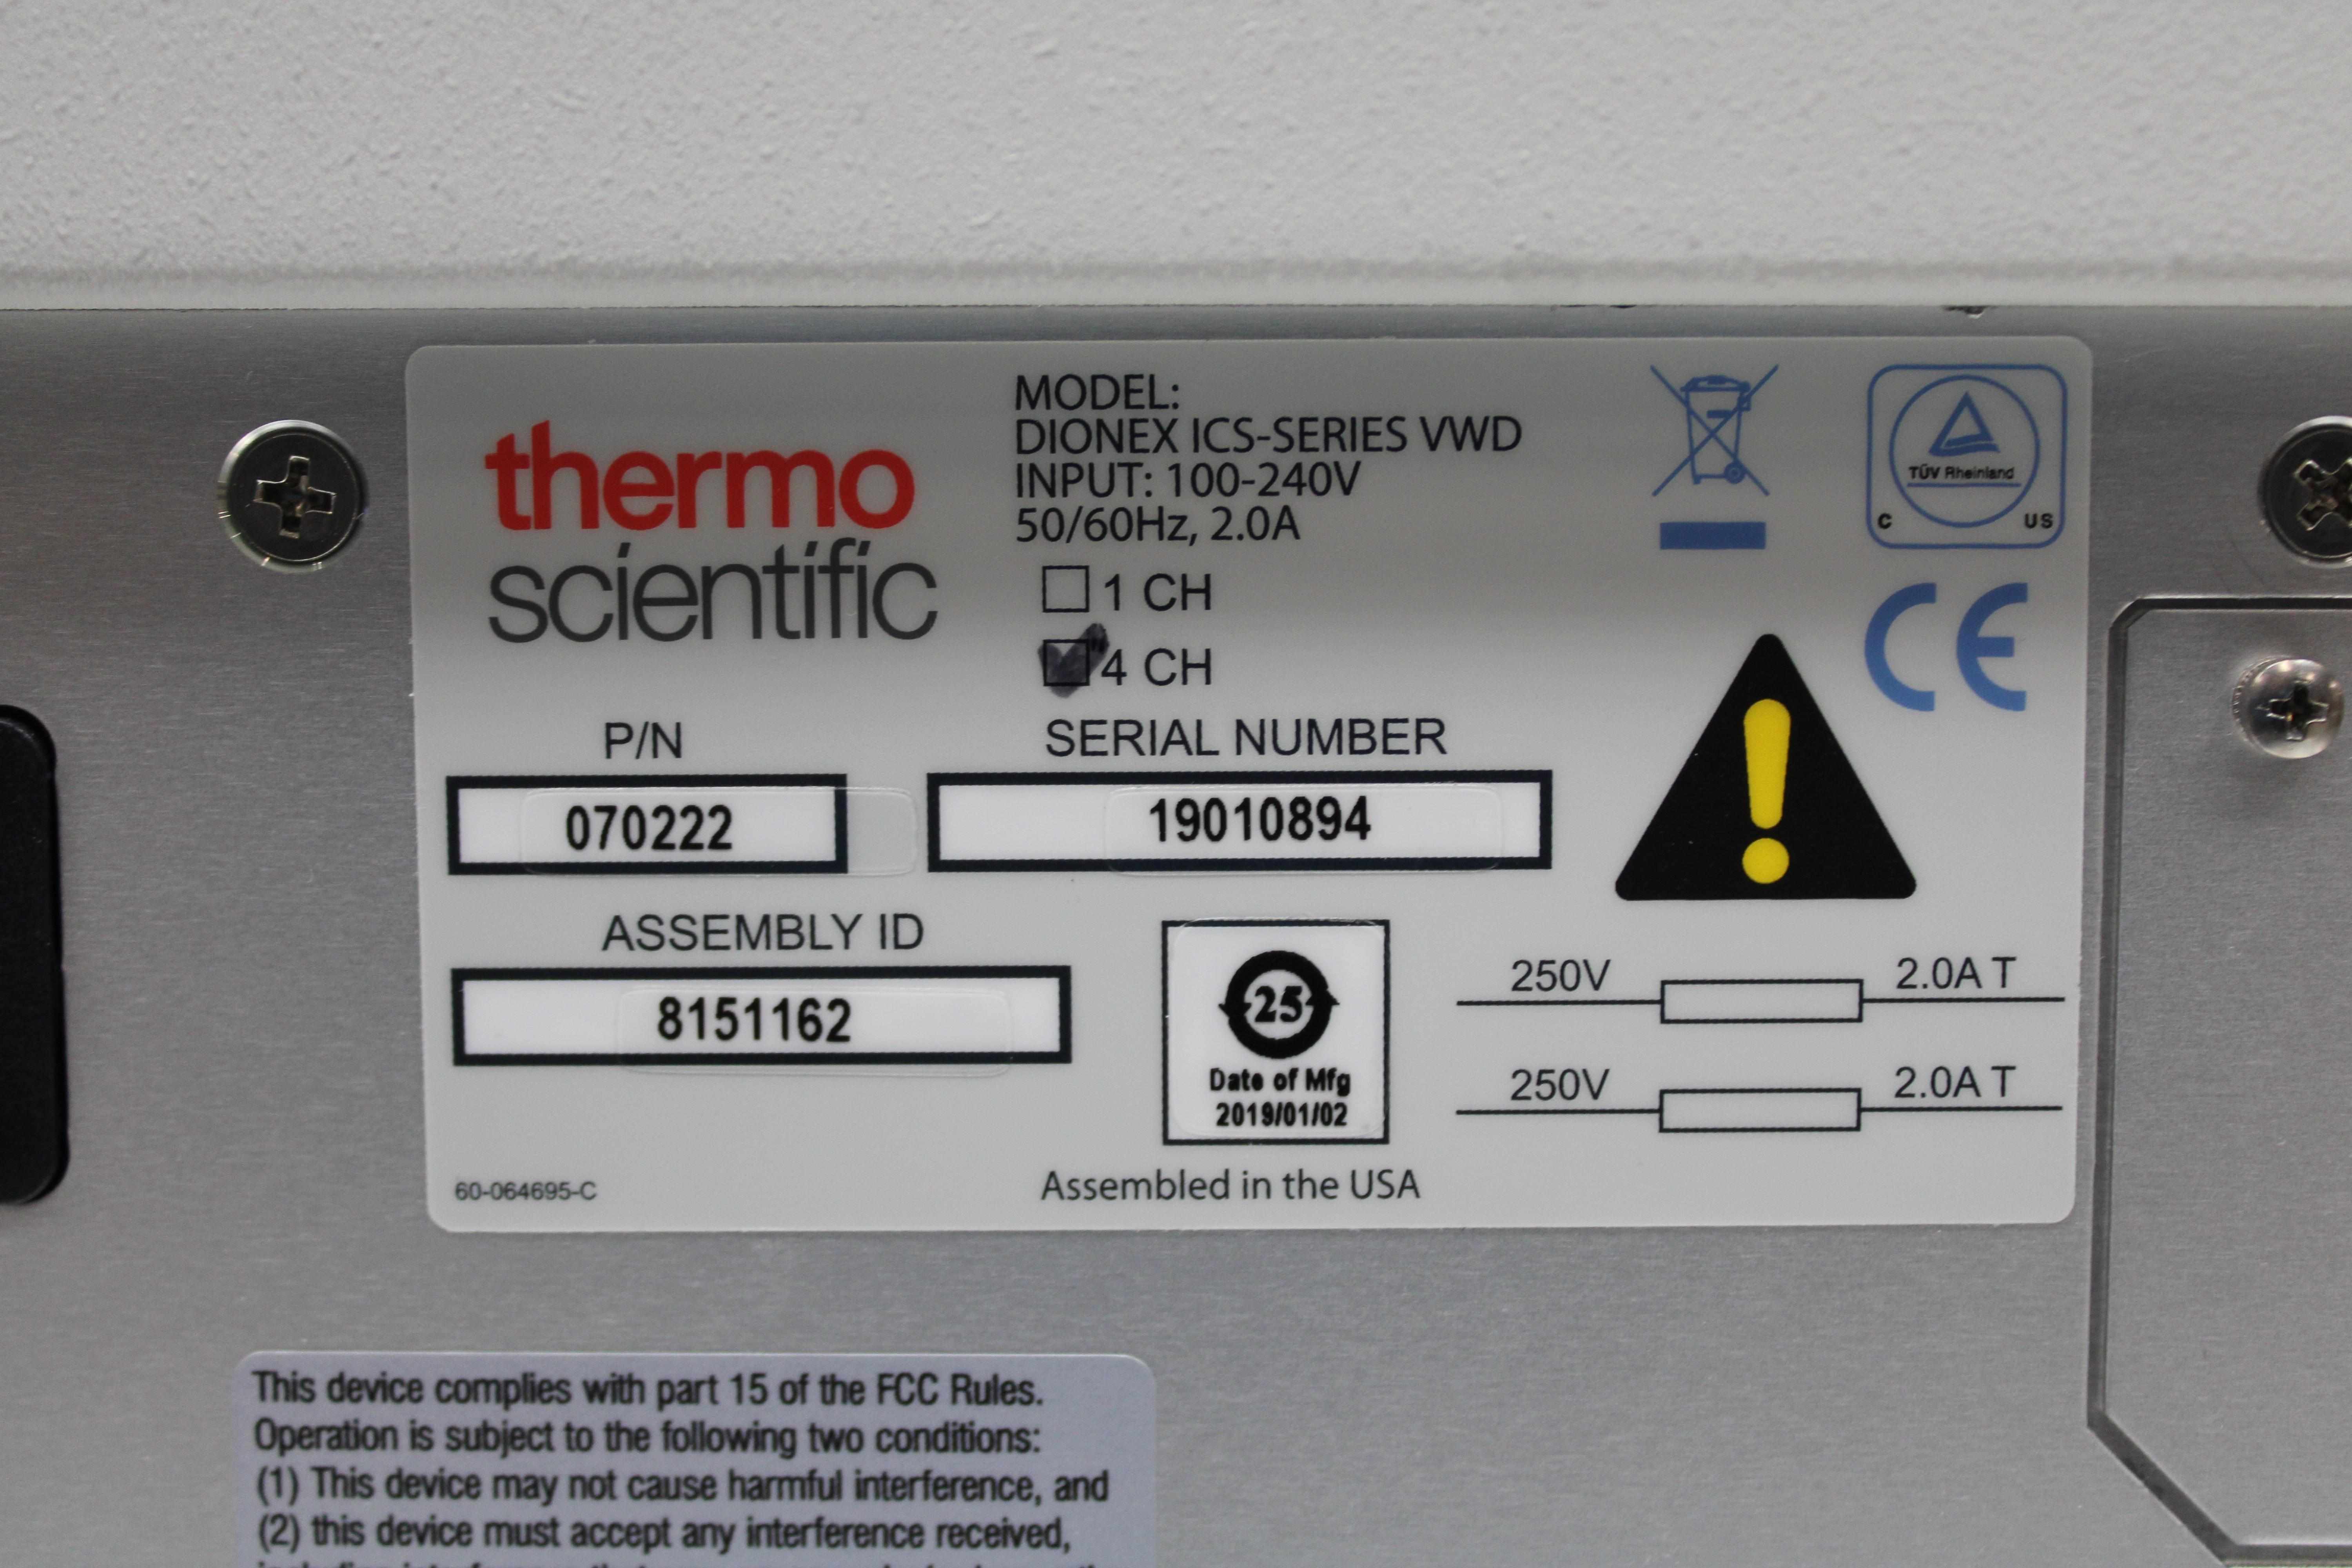 thermo
scientific
MODEL:
DIONEX ICS-SERIES VWD
INPUT: 100-240V
50/60Hz, 2.0A
1 CH
4 CH
TÜV Rheinland
C US
CE
P/N
070222
SERIAL NUMBER
19010894
ASSEMBLY ID
8151162
25
Date of Mfg
2019/01/02
250V 2.0A T
250V 2.0A T
60-064695-C
Assembled in the USA
This device complies with part 15 of the FCC Rules.
Operation is subject to the following two conditions:
(1) This device may not cause harmful interference, and
(2) this device must accept any interference received,